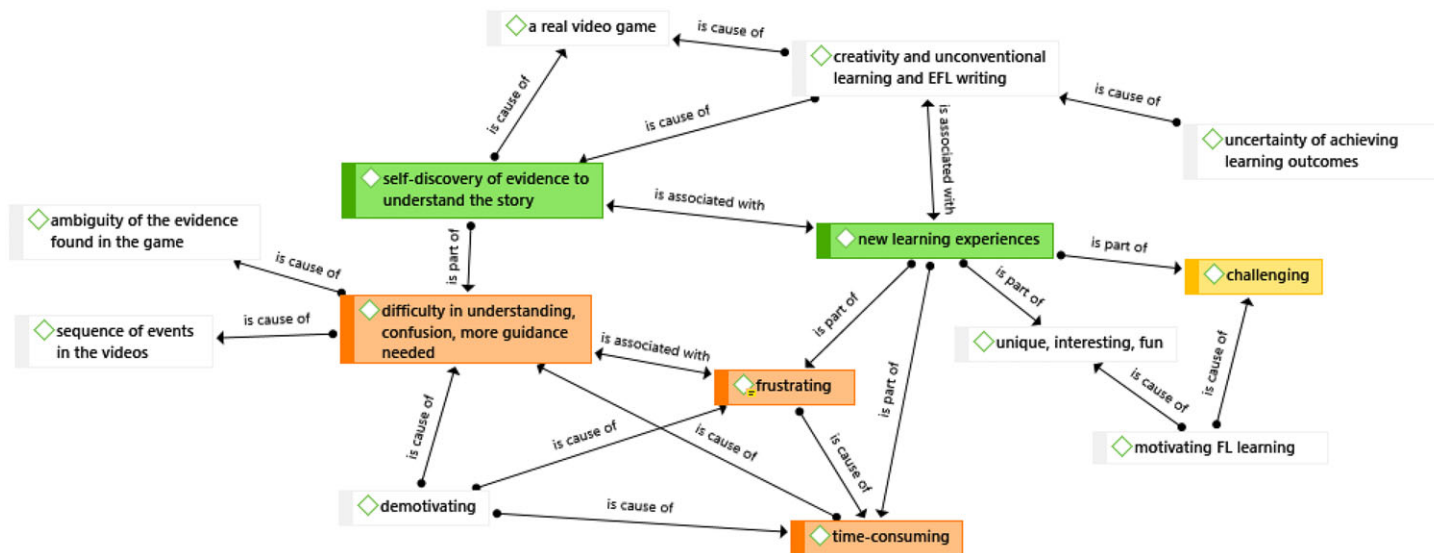 a real video game
is cause of
creativity and unconventional
learning and EFL writing
is cause of
is cause of
is cause of
uncertainty of achieving
learning outcomes
self-discovery of evidence to
understand the story
is associated with
is associated with
ambiguity of the evidence
found in the game
is part of
new learning experiences
is part of
challenging
is cause of
difficulty in understanding,
confusion, more guidance
needed
is part of
is part of
sequence of events
in the videos
is cause of
is associated with
unique, interesting, fun
is cause of
frustrating
is part of
is cause of
motivating FL learning
is cause of
is cause of
is cause of
is cause of
demotivating
is cause of
time-consuming